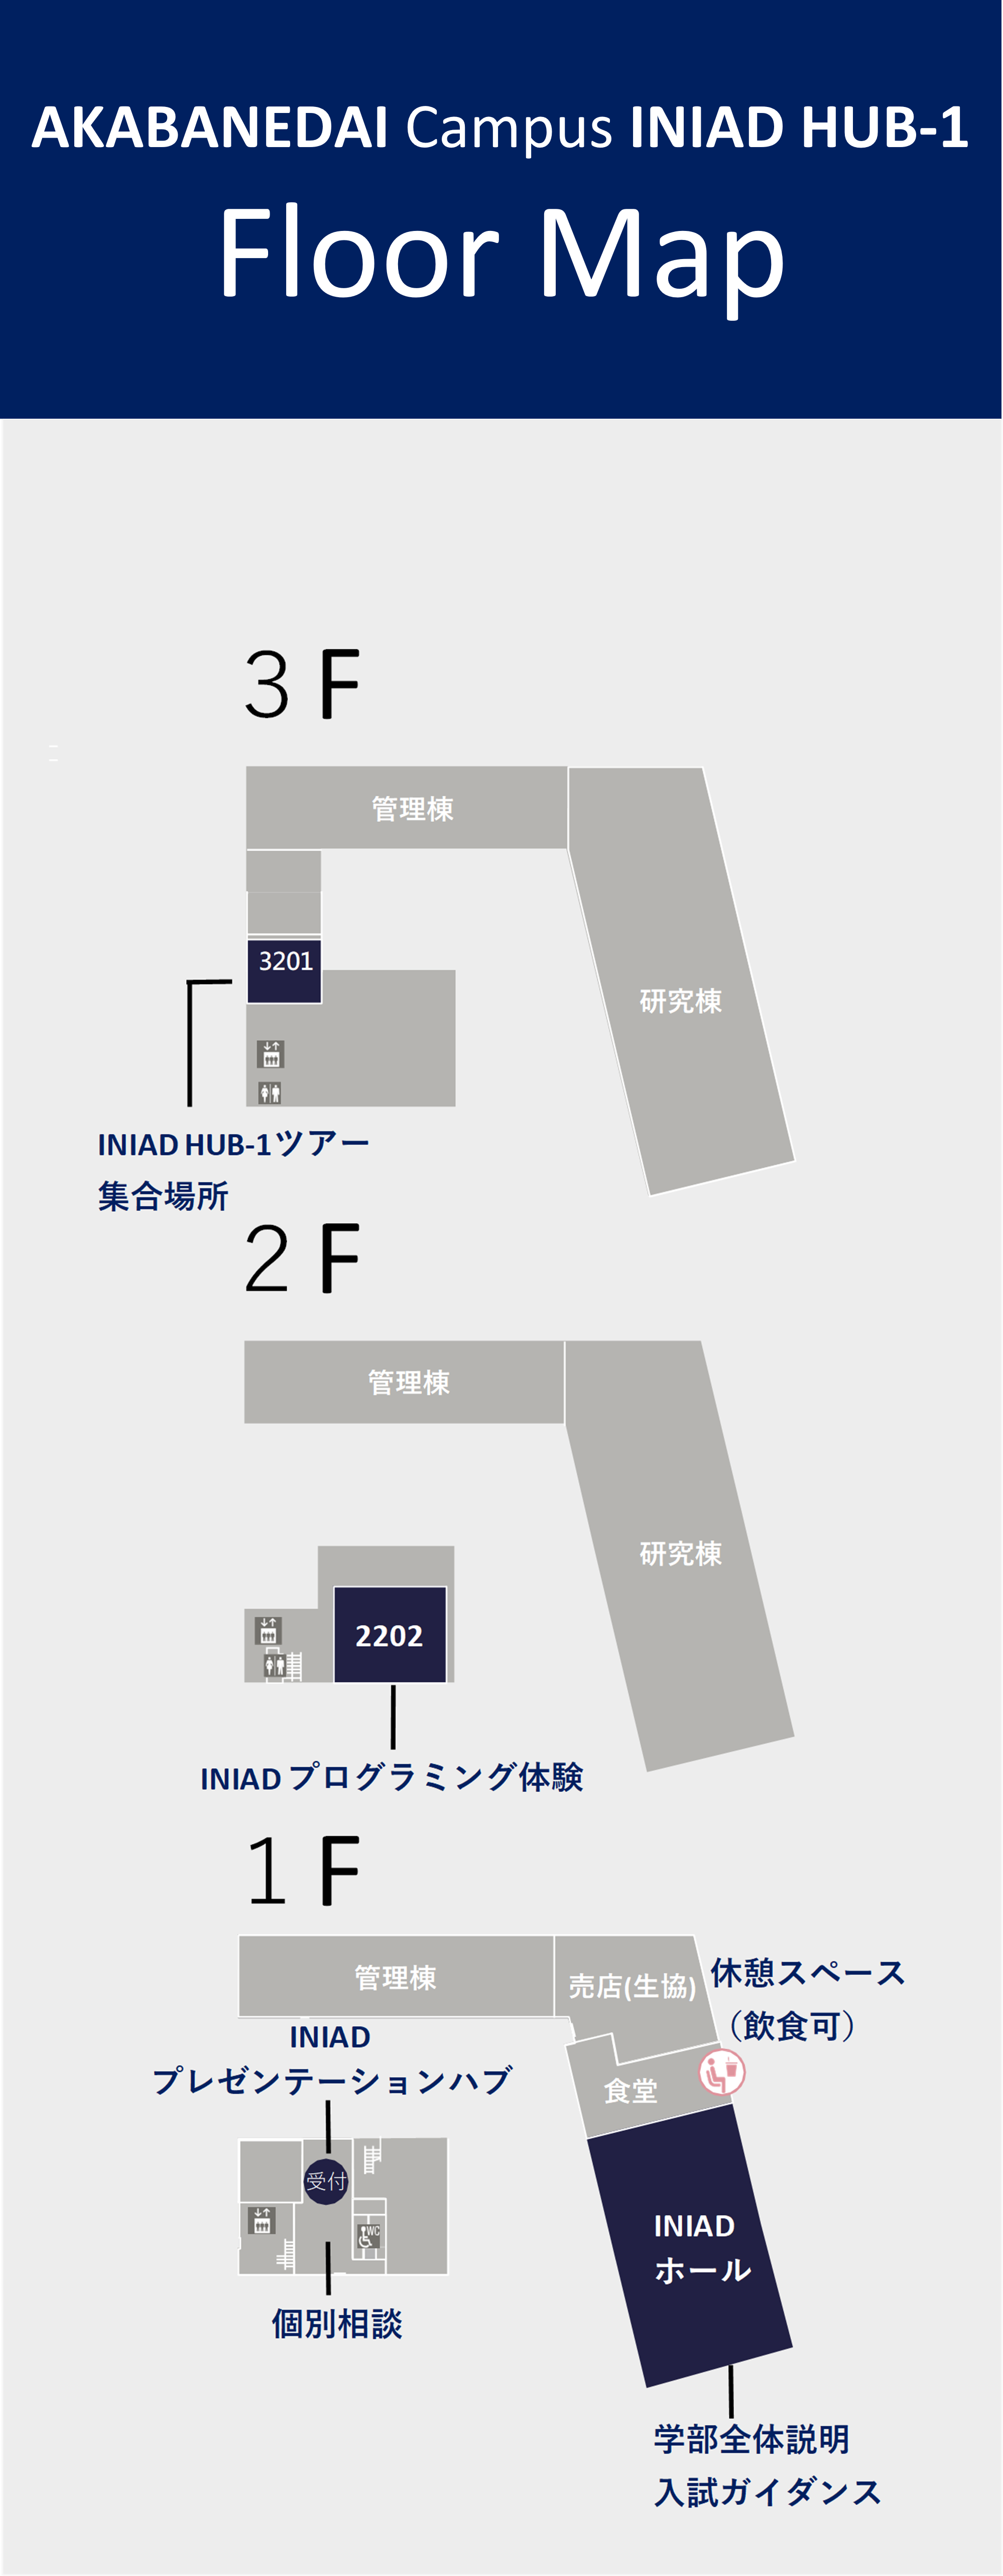 AKABANEDAI Campus INIAD HUB-1
Floor Map
3 F
管理棟
3201
研究棟
INIAD HUB-1ツアー
集合場所
2 F
管理棟
研究棟
2202
INIAD プログラミング体験
1 F
管理棟
売店(生協)
休憩スペース
（飲食可）
INIAD
プレゼンテーションハブ
食堂
受付
WC
INIAD
ホール
個別相談
学部全体説明
入試ガイダンス